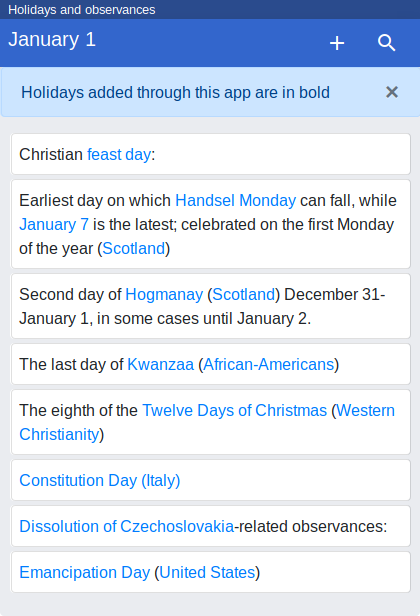 Holidays and observances
January 1
Holidays added through this app are in bold
Christian feast day:
Earliest day on which Handsel Monday can fall, while
January 7 is the latest; celebrated on the first Monday
of the year (Scotland)
Second day of Hogmanay (Scotland) December 31-
January 1, in some cases until January 2.
The last day of Kwanzaa (African-Americans)
The eighth of the Twelve Days of Christmas (Western
Christianity)
Constitution Day (Italy)
Dissolution of Czechoslovakia-related observances:
Emancipation Day (United States)